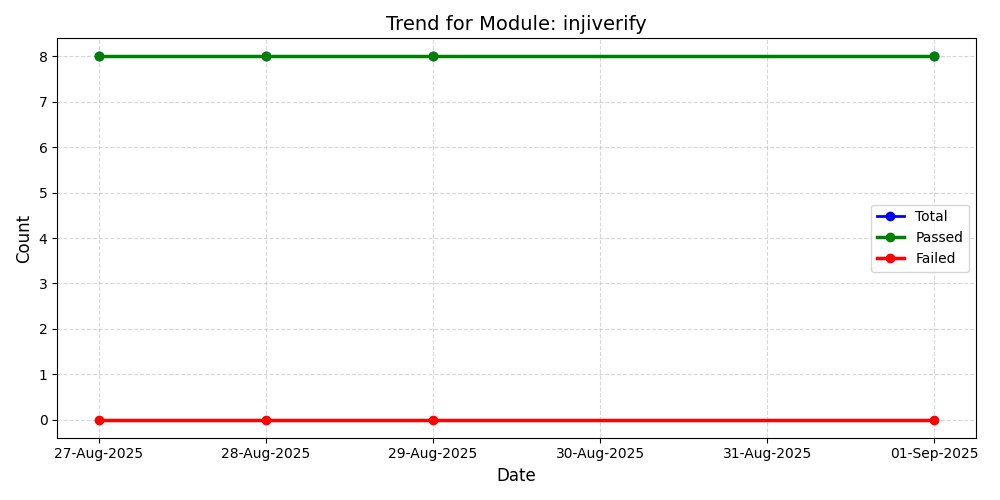 Trend for Module: injiverify
8
7
6
5
4
3
2
1
0
Count
Total
Passed
Failed
27-Aug-2025 28-Aug-2025 29-Aug-2025 30-Aug-2025 31-Aug-2025 01-Sep-2025
Date